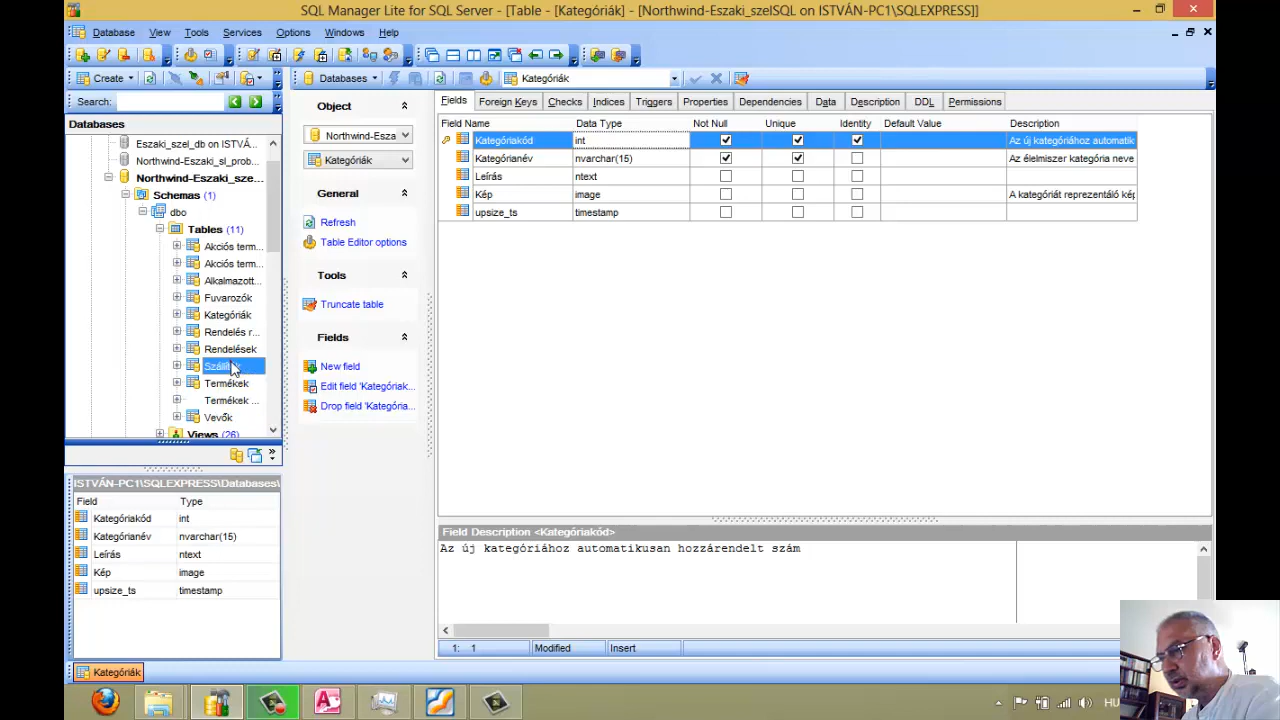 SQL Manager Lite for SQL Server - [Table - [Kategóriák] - [Northwind-Eszaki_szelSQL on ISTVÁN-PC1\SQLEXPRESS]]
Database View Tools Services Options Windows Help
Create
Databases
Kategóriák
Search:
Databases
Eszaki_szel_db on ISTVÁ...
Northwind-Eszaki_sl_prob...
Northwind-Eszaki_sze...
Schemas (1)
dbo
Tables (11)
Akciós term...
Akciós term...
Alkalmazott...
Fuvarozók
Kategóriák
Rendelés r...
Rendelések
Termékek
Termékek ...
Vevők
Views (26)
ISTVÁN-PC1\SQLEXPRESS\Databases\
Field Type
Kategóriakód int
Kategórianév nvarchar(15)
Leírás ntext
Kép image
upsize_ts timestamp
Object
Northwind-Esza
Kategóriák
General
Refresh
Table Editor options
Tools
Truncate table
Fields
New field
Edit field 'Kategóriak...
Drop field 'Kategória...
Fields Foreign Keys Checks Indices Triggers Properties Dependencies Data Description DDL Permissions
Field Name Data Type Not Null Unique Identity Default Value Description
Kategóriakód int Az új kategóriához automatik
Kategórianév nvarchar(15) Az élelmiszer kategória neve
Leírás ntext
Kép image A kategóriát reprezentáló kép
upsize_ts timestamp
Field Description <Kategóriakód>
Az új kategóriához automatikusan hozzárendelt szám
1: 1 Modified Insert
Kategóriák
HU